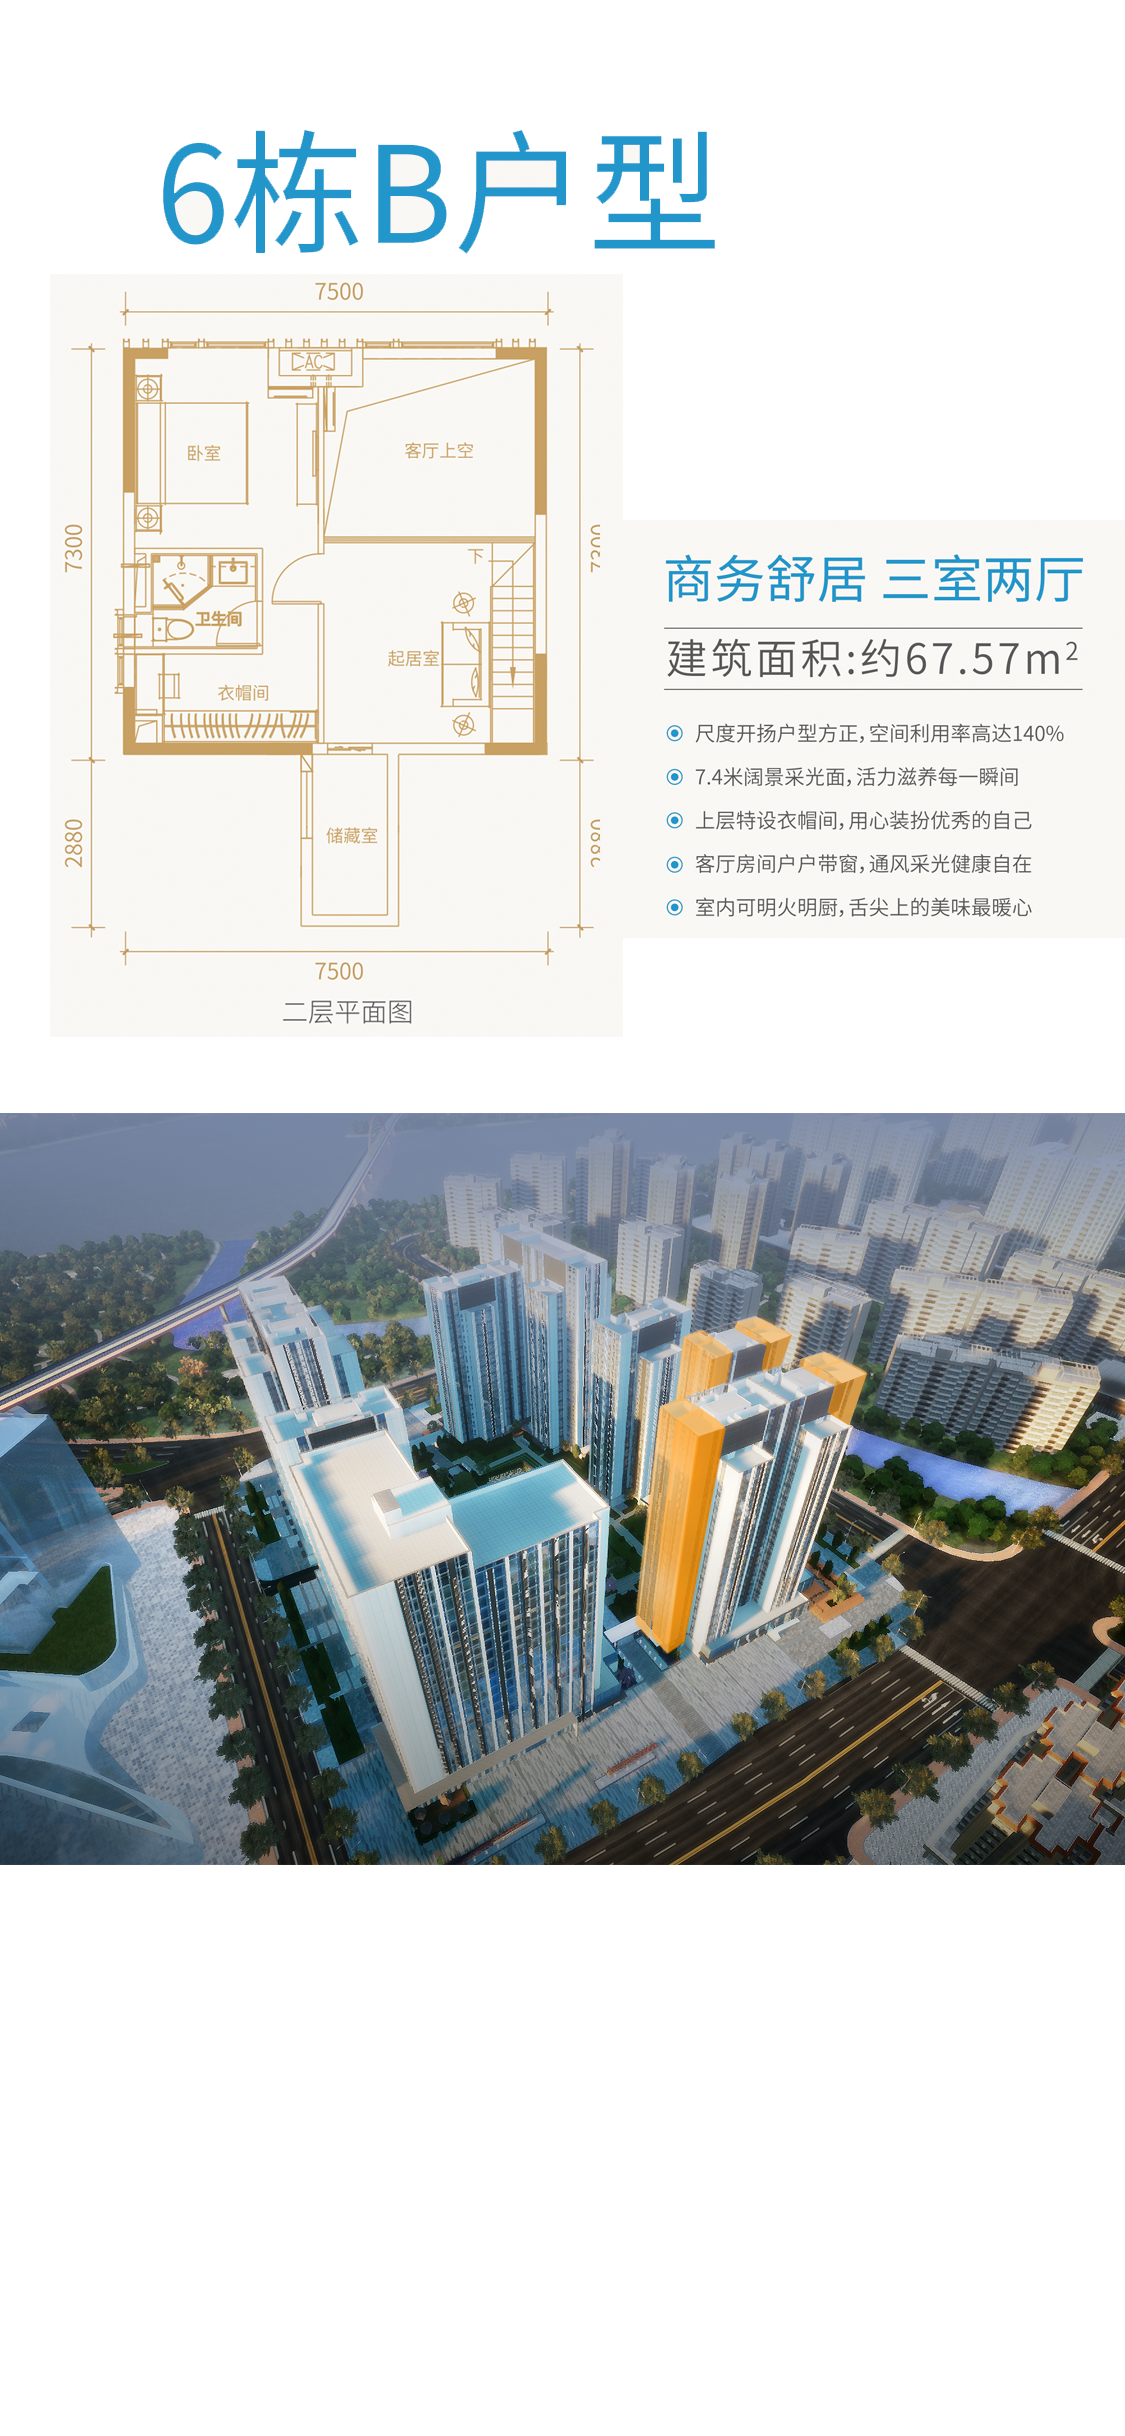 6栋B户型
7500
AC
卧室
客厅上空
7300
下
卫生间
起居室
衣帽间
储藏室
2880
7500
二层平面图
商务舒居 三室两厅
建筑面积:约67.57m²
尺度开扬户型方正,空间利用率高达140%
7.4米阔景采光面,活力滋养每一瞬间
上层特设衣帽间,用心装扮优秀的自己
客厅房间户户带窗,通风采光健康自在
室内可明火明厨,舌尖上的美味最暖心